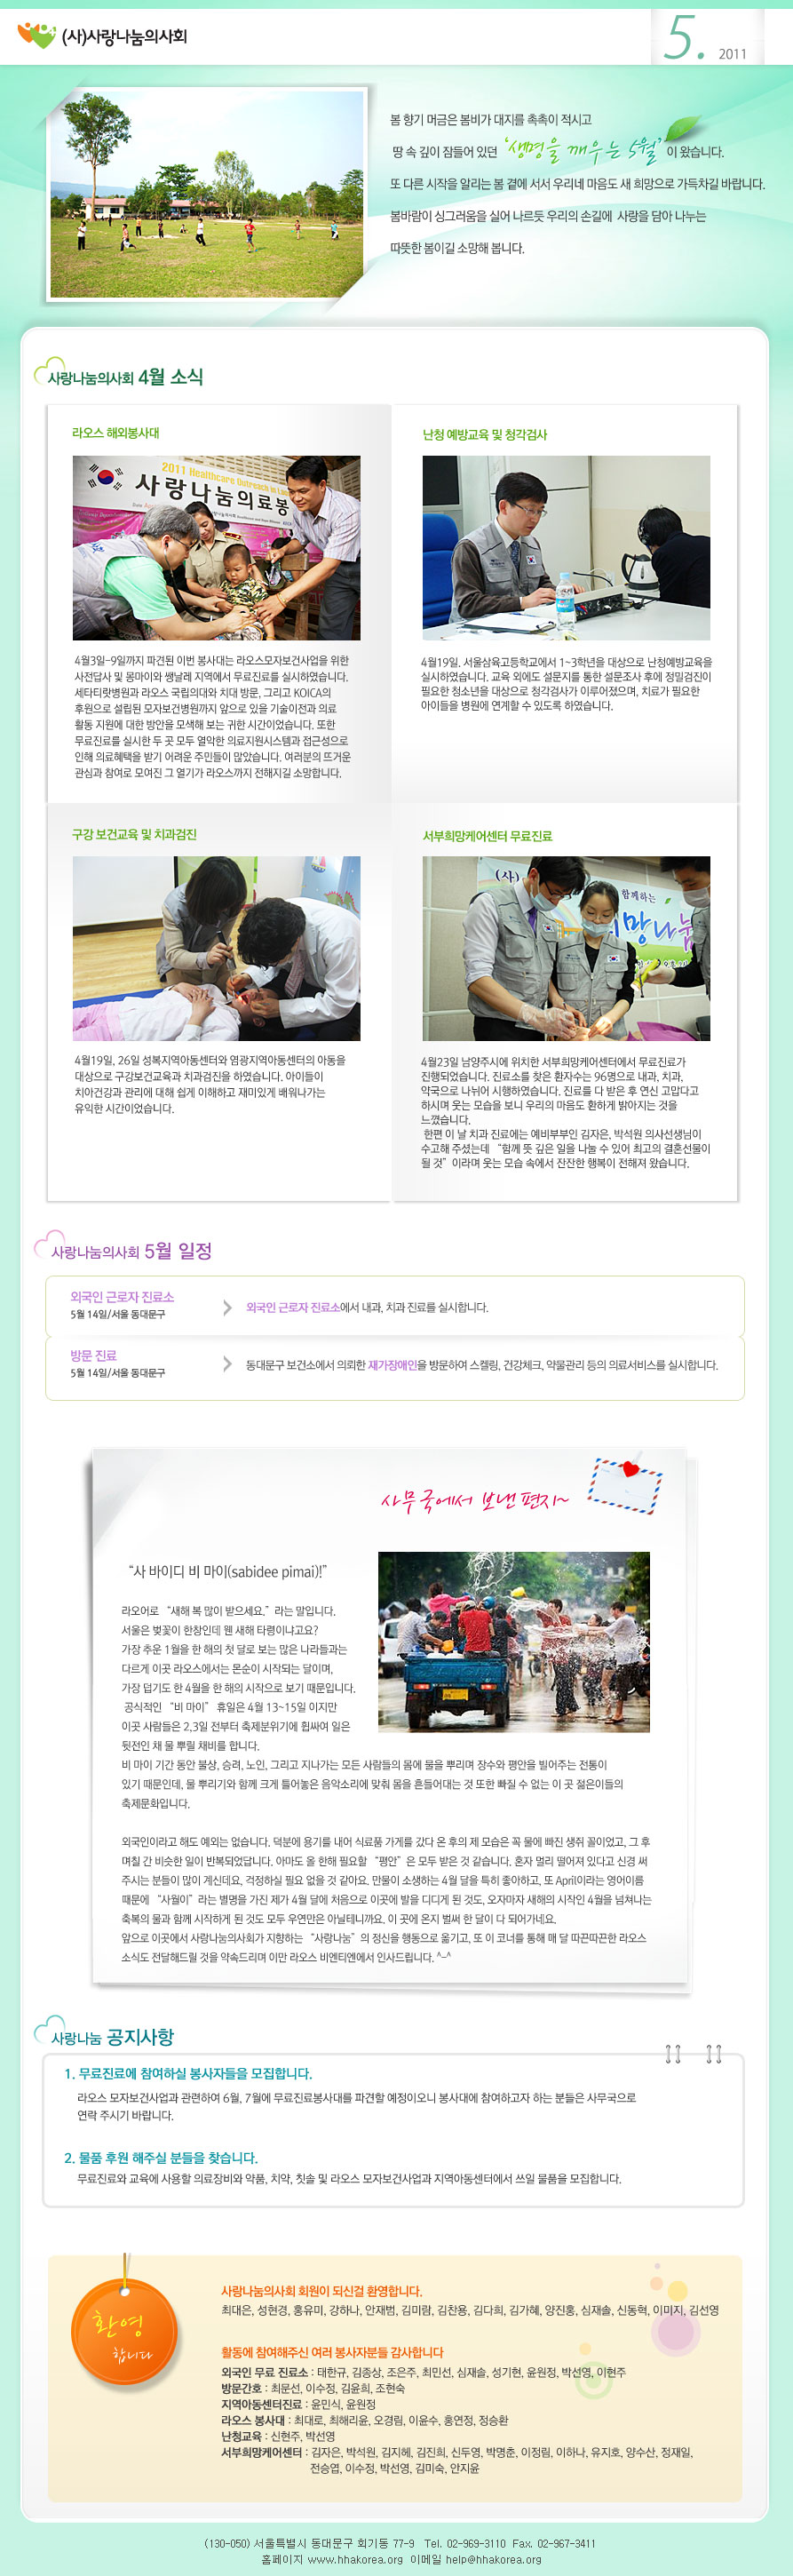 (사)사랑나눔의사회
5. 2011
봄 향기 머금은 봄비가 대지를 촉촉이 적시고
땅 속 깊이 잠들어 있던 '생명을 깨우는 5월' 이 왔습니다.
또 다른 시작을 알리는 봄 곁에 서서 우리네 마음도 새 희망으로 가득차길 바랍니다.
봄바람이 싱그러움을 실어 나르듯 우리의 손길에 사랑을 담아 나누는
따뜻한 봄이길 소망해 봅니다.
사랑나눔의사회 4월 소식
라오스 해외봉사대
2011 Healthcare Outreach in
사랑나눔의료봉
4월3일-9일까지 파견된 이번 봉사대는 라오스모자보건사업을 위한
사전답사 및 몽마이와 쌩날레 지역에서 무료진료를 실시하였습니다.
세타티랏병원과 라오스 국립의대와 치대 방문, 그리고 KOICA의
후원으로 설립된 모자보건병원까지 앞으로 있을 기술이전과 의료
활동 지원에 대한 방안을 모색해 보는 귀한 시간이었습니다. 또한
무료진료를 실시한 두 곳 모두 열악한 의료지원시스템과 접근성으로
인해 의료혜택을 받기 어려운 주민들이 많았습니다. 여러분의 뜨거운
관심과 참여로 모여진 그 열기가 라오스까지 전해지길 소망합니다.
난청 예방교육 및 청각검사
4월19일. 서울삼육고등학교에서 1~3학년을 대상으로 난청예방교육을
실시하였습니다. 교육 외에도 설문지를 통한 설문조사 후에 정밀검진이
필요한 청소년을 대상으로 청각검사가 이루어졌으며, 치료가 필요한
아이들을 병원에 연계할 수 있도록 하였습니다.
구강 보건교육 및 치과검진
4월19일, 26일 성북지역아동센터와 염광지역아동센터의 아동을
대상으로 구강보건교육과 치과검진을 하였습니다. 아이들이
치아건강과 관리에 대해 쉽게 이해하고 재미있게 배워나가는
유익한 시간이었습니다.
서부희망케어센터 무료진료
(사)
함께하는
망나눔
4월23일 남양주시에 위치한 서부희망케어센터에서 무료진료가
진행되었습니다. 진료소를 찾은 환자수는 96명으로 내과, 치과,
약국으로 나뉘어 시행하였습니다. 진료를 다 받은 후 연신 고맙다고
하시며 웃는 모습을 보니 우리의 마음도 환하게 밝아지는 것을
느꼈습니다.
한편 이 날 치과 진료에는 예비부부인 김자은, 박석원 의사선생님이
수고해 주셨는데 “함께 뜻 깊은 일을 나눌 수 있어 최고의 결혼선물이
될 것” 이라며 웃는 모습 속에서 잔잔한 행복이 전해져 왔습니다.
사랑나눔의사회 5월 일정
외국인 근로자 진료소
5월 14일/서울 동대문구
외국인 근로자 진료소에서 내과, 치과 진료를 실시합니다.
방문 진료
5월 14일/서울 동대문구
동대문구 보건소에서 의뢰한 재가장애인을 방문하여 스켈링, 건강체크, 약물관리 등의 의료서비스를 실시합니다.
사무국에서 보낸 편지~
“사 바이디 비 마이(sabidee pimai)!”
라오어로 “새해 복 많이 받으세요.” 라는 말입니다.
서울은 벚꽃이 한창인데 웬 새해 타령이냐고요?
가장 추운 1월을 한 해의 첫 달로 보는 많은 나라들과는
다르게 이곳 라오스에서는 몬순이 시작되는 달이며,
가장 덥기도 한 4월을 한 해의 시작으로 보기 때문입니다.
공식적인 “비 마이” 휴일은 4월 13~15일 이지만
이곳 사람들은 2,3일 전부터 축제분위기에 휩싸여 일은
뒷전인 채 물 뿌릴 채비를 합니다.
비 마이 기간 동안 불상, 승려, 노인, 그리고 지나가는 모든 사람들의 몸에 물을 뿌리며 장수와 평안을 빌어주는 전통이
있기 때문인데, 물 뿌리기와 함께 크게 틀어놓은 음악소리에 맞춰 몸을 흔들어대는 것 또한 빠질 수 없는 이 곳 젊은이들의
축제문화입니다.
외국인이라고 해도 예외는 없습니다. 덕분에 용기를 내어 식료품 가게를 갔다 온 후의 제 모습은 꼭 물에 빠진 생쥐 꼴이었고, 그 후
며칠 간 비슷한 일이 반복되었답니다. 아마도 올 한해 필요할 “평안” 은 모두 받은 것 같습니다. 혼자 멀리 떨어져 있다고 신경 써
주시는 분들이 많이 계신데요, 걱정하실 필요 없을 것 같아요. 만물이 소생하는 4월 달을 특히 좋아하고, 또 April이라는 영어이름
때문에 “사월이” 라는 별명을 가진 제가 4월 달에 처음으로 이곳에 발을 디디게 된 것도, 오자마자 새해의 시작인 4월을 넘쳐나는
축복의 물과 함께 시작하게 된 것도 모두 우연만은 아닐테니까요. 이 곳에 온지 벌써 한 달이 다 되어가네요.
앞으로 이곳에서 사랑나눔의사회가 지향하는 “사랑나눔” 의 정신을 행동으로 옮기고, 또 이 코너를 통해 매 달 따끈따끈한 라오스
소식도 전달해드릴 것을 약속드리며 이만 라오스 비엔티엔에서 인사드립니다. ^-^
사랑나눔 공지사항
1. 무료진료에 참여하실 봉사자들을 모집합니다.
라오스 모자보건사업과 관련하여 6월, 7월에 무료진료봉사대를 파견할 예정이오니 봉사대에 참여하고자 하는 분들은 사무국으로
연락 주시기 바랍니다.
2. 물품 후원 해주실 분들을 찾습니다.
무료진료와 교육에 사용할 의료장비와 약품, 치약, 칫솔 및 라오스 모자보건사업과 지역아동센터에서 쓰일 물품을 모집합니다.
환영
합니다
사랑나눔의사회 회원이 되신걸 환영합니다.
최대은, 성현경, 홍유미, 강하나, 안재범, 김미람, 김찬용, 김다희, 김가혜, 양진홍, 심재솔, 신동혁, 이미지, 김선영
활동에 참여해주신 여러 봉사자분들 감사합니다
외국인 무료 진료소 : 태한규, 김종상, 조은주, 최민선, 심재솔, 성기현, 윤원정, 박선영, 이현주
방문간호 : 최문선, 이수정, 김윤희, 조현숙
지역아동센터진료 : 윤민식, 윤원정
라오스 봉사대 : 최대로, 최해리윤, 오경림, 이윤수, 홍연정, 정승환
난청교육 : 신현주, 박선영
서부희망케어센터 : 김자은, 박석원, 김지혜, 김진희, 신두영, 박명춘, 이정림, 이하나, 유지호, 양수산, 정재일,
전승엽, 이수정, 박선영, 김미숙, 안지윤
(130-050) 서울특별시 동대문구 회기동 77-9 Tel. 02-969-3110 Fax. 02-967-3411
홈페이지 www.hhakorea.org 이메일 help@hhakorea.org